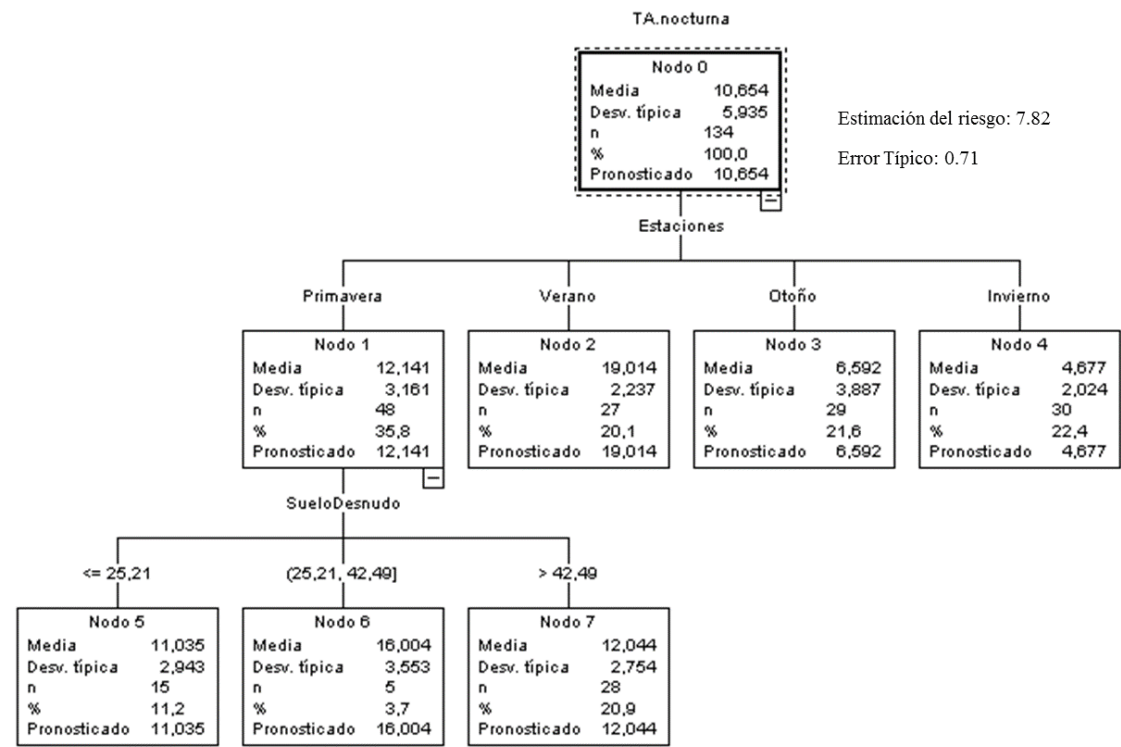 TA.nocturna
Nodo 0
Media 10,654
Desv. típica 5,935
n 134
% 100,0
Pronosticado 10,654
Estimación del riesgo: 7.82
Error Típico: 0.71
Estaciones
Primavera
Verano
Otoño
Invierno
Nodo 1
Media 12,141
Desv. típica 3,161
n 48
% 35,8
Pronosticado 12,141
Nodo 2
Media 19,014
Desv. típica 2,237
n 27
% 20,1
Pronosticado 19,014
Nodo 3
Media 6,592
Desv. típica 3,887
n 29
% 21,6
Pronosticado 6,592
Nodo 4
Media 4,677
Desv. típica 2,024
n 30
% 22,4
Pronosticado 4,677
SueloDesnudo
<= 25,21
(25,21, 42,49]
> 42,49
Nodo 5
Media 11,035
Desv. típica 2,943
n 15
% 11,2
Pronosticado 11,035
Nodo 6
Media 16,004
Desv. típica 3,553
n 5
% 3,7
Pronosticado 16,004
Nodo 7
Media 12,044
Desv. típica 2,754
n 28
% 20,9
Pronosticado 12,044